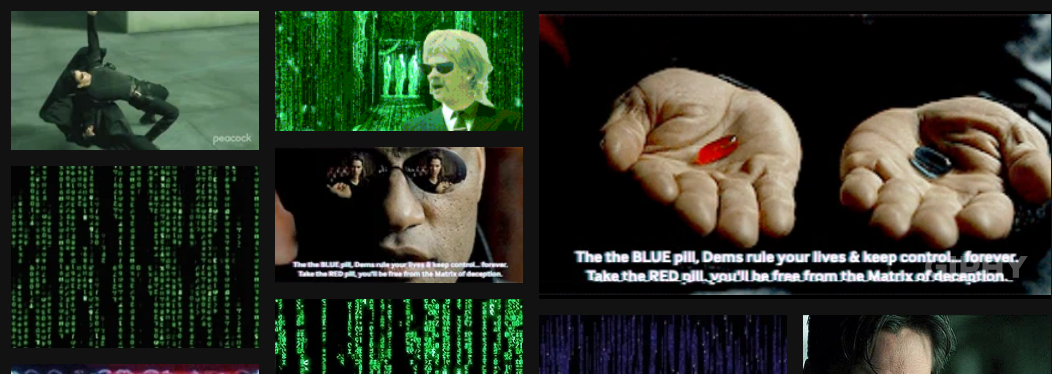 peacock
The the BLUE pill, Dems rule your lives & keep control... forever.
Take the RED pill, you'll be free from the Matrix of deception.
The the BLUE pill, Dems rule your lives & keep control... forever.
Take the RED pill, you'll be free from the Matrix of deception.